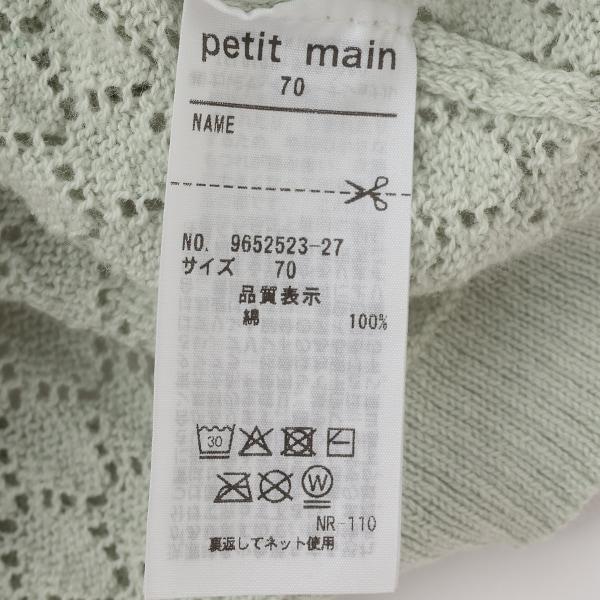 petit main
70
NAME
NO. 9652523-27
サイズ 70
品質表示
綿 100%
30
W
NR-110
裏返してネット使用